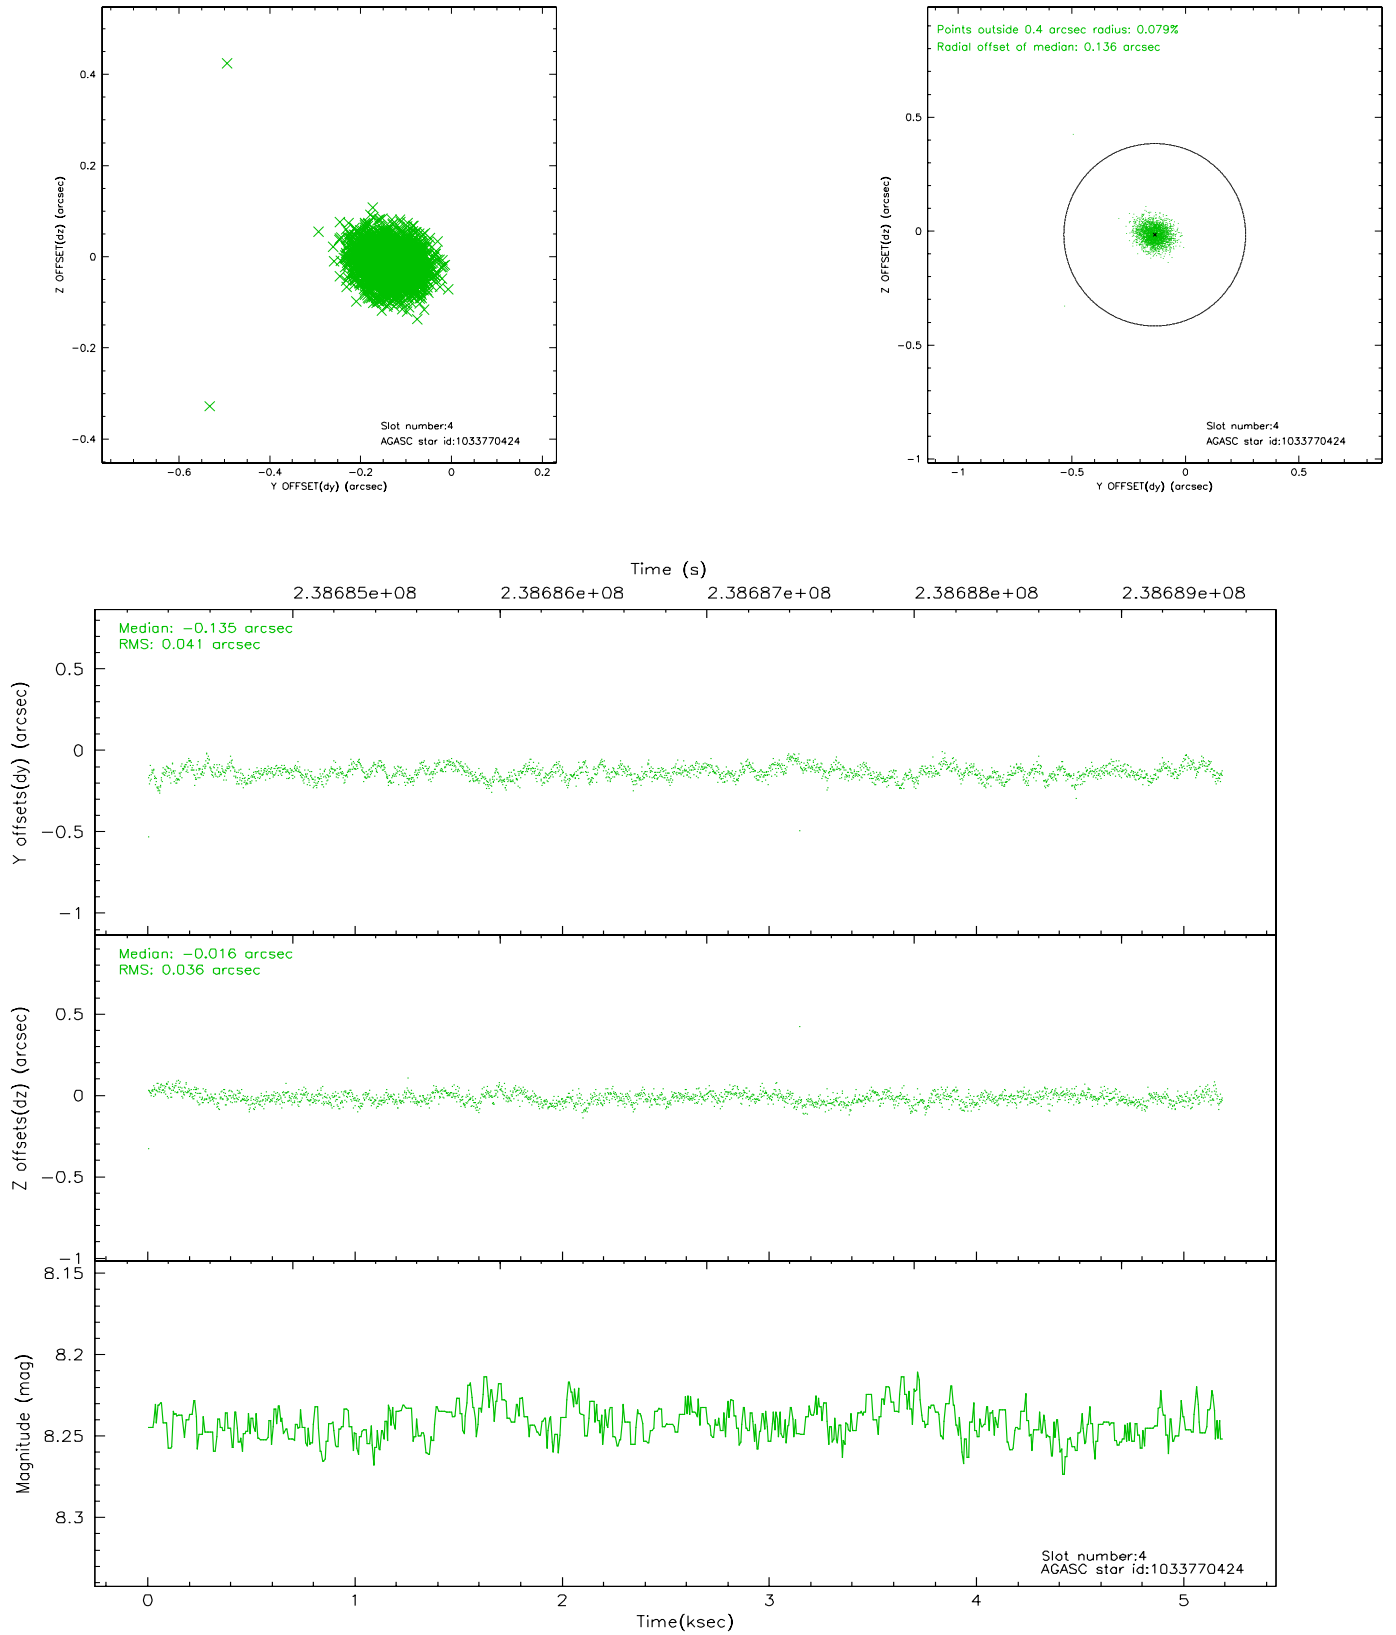 0.4
0.2
0
−0.2
−0.4
Z OFFSET(dz) (arcsec)
Slot number:4
AGASC star id:1033770424
−0.6
−0.4
−0.2
0
0.2
Y OFFSET(dy) (arcsec)
Points outside 0.4 arcsec radius: 0.079%
Radial offset of median: 0.136 arcsec
0.5
0
−0.5
−1
Z OFFSET(dz) (arcsec)
Slot number:4
AGASC star id:1033770424
−1
−0.5
0
0.5
Y OFFSET(dy) (arcsec)
Time (s)
2.38685e+08
2.38686e+08
2.38687e+08
2.38688e+08
2.38689e+08
Median: −0.135 arcsec
RMS: 0.041 arcsec
0.5
0
−0.5
−1
Y offsets(dy) (arcsec)
Median: −0.016 arcsec
RMS: 0.036 arcsec
0.5
0
−0.5
−1
Z offsets(dz) (arcsec)
8.15
8.2
8.25
8.3
Magnitude (mag)
Slot number:4
AGASC star id:1033770424
0
1
2
3
4
5
Time(ksec)